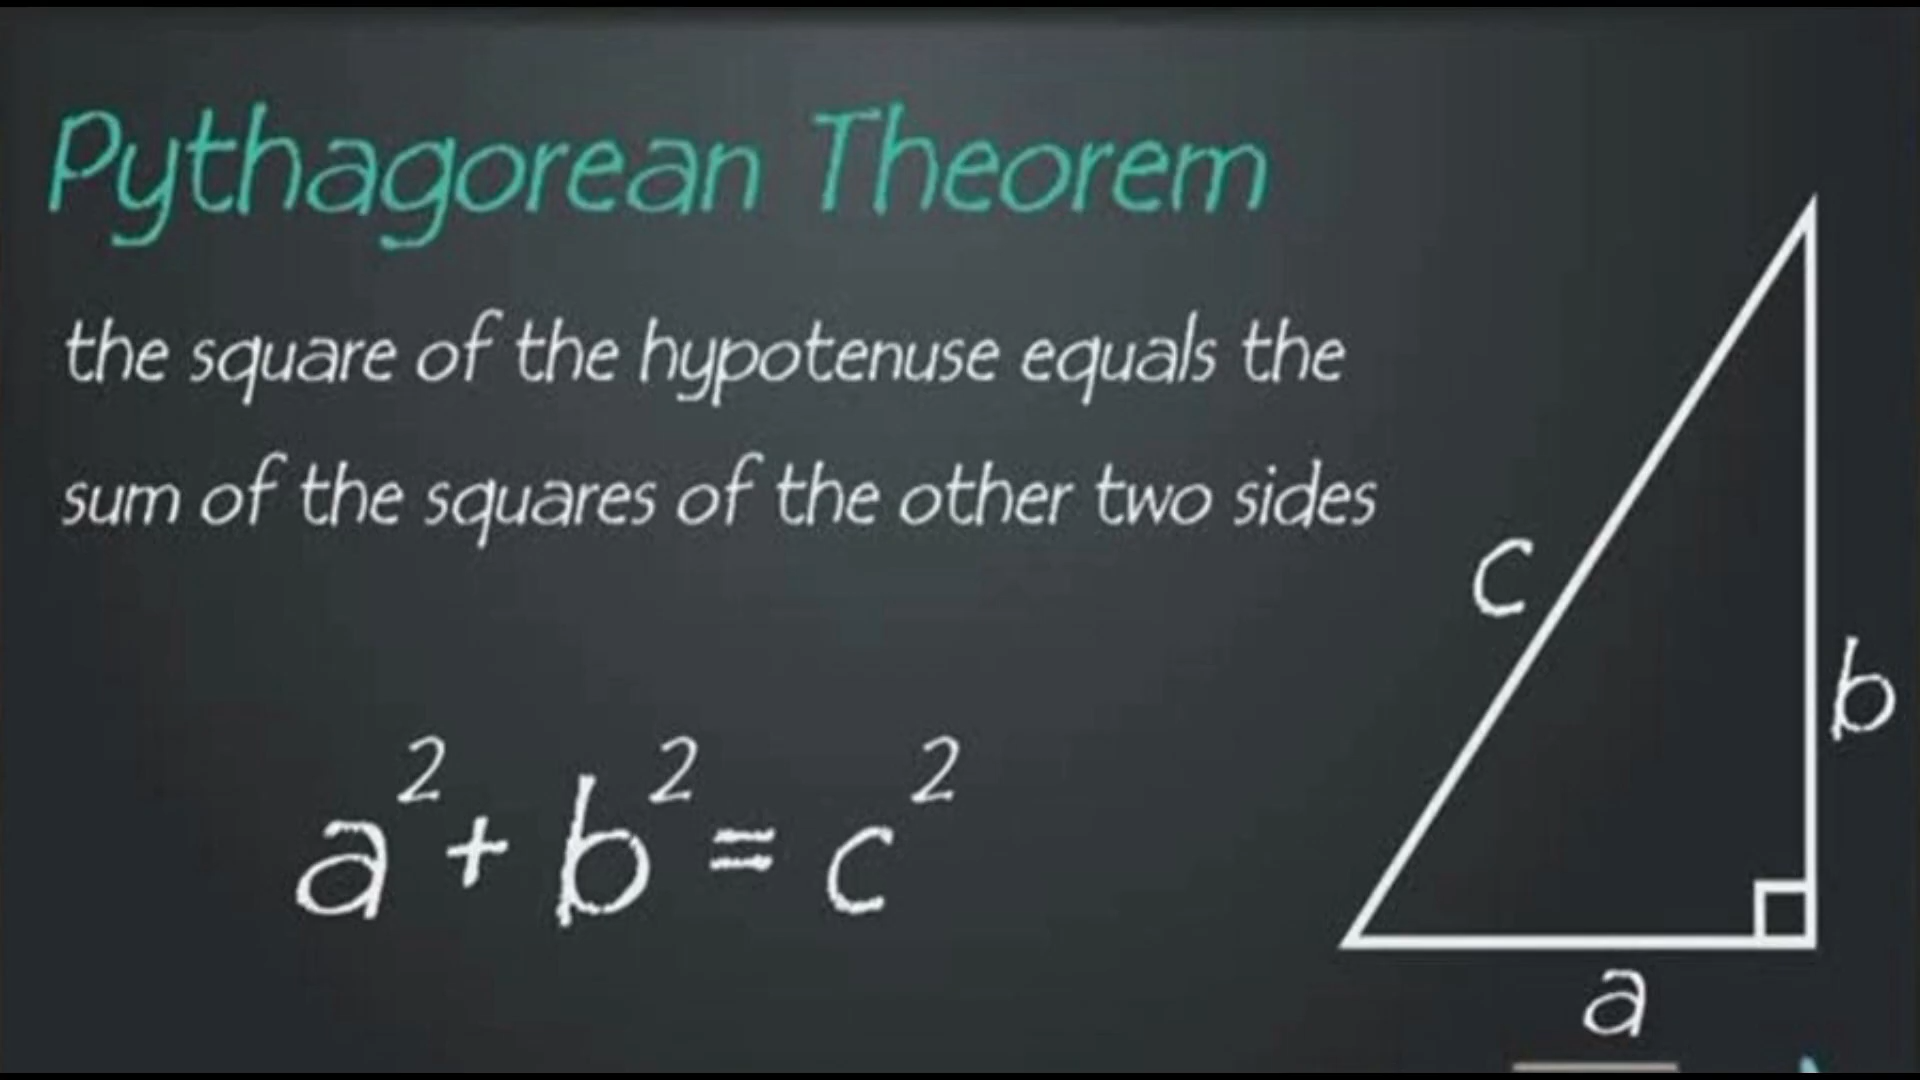 Pythagorean Theorem
the square of the hypotenuse equals the
sum of the squares of the other two sides
a² + b² = c²
c
b
a